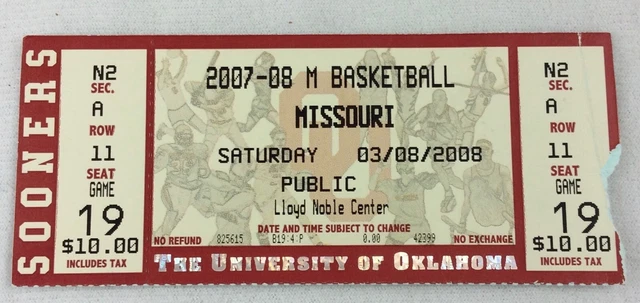 SOONERS
N2
SEC.
A
ROW
11
SEAT
GAME
19
$10.00
INCLUDES TAX
2007-08 M BASKETBALL
MISSOURI
SATURDAY 03/08/2008
PUBLIC
Lloyd Noble Center
DATE AND TIME SUBJECT TO CHANGE
NO REFUND 825615 0.00 42399 NO EXCHANGE
THE UNIVERSITY OF OKLAHOMA
N2
SEC.
A
ROW
11
SEAT
GAME
19
$10.00
INCLUDES TAX